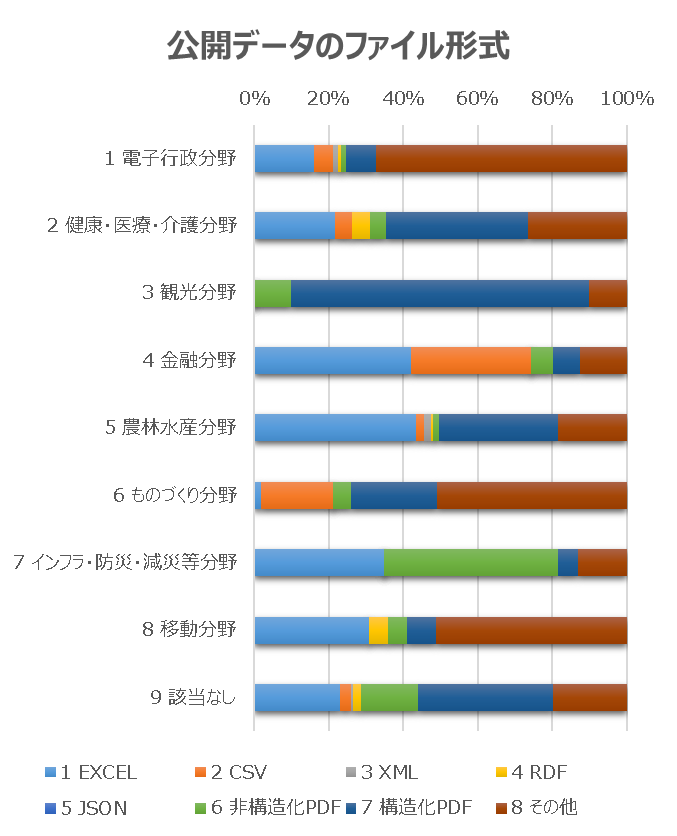 公開データのファイル形式
0% 20% 40% 60% 80% 100%
1 電子行政分野
2 健康・医療・介護分野
3 観光分野
4 金融分野
5 農林水産分野
6 ものづくり分野
7 インフラ・防災・減災等分野
8 移動分野
9 該当なし
1 EXCEL 2 CSV 3 XML 4 RDF
5 JSON 6 非構造化PDF 7 構造化PDF 8 その他